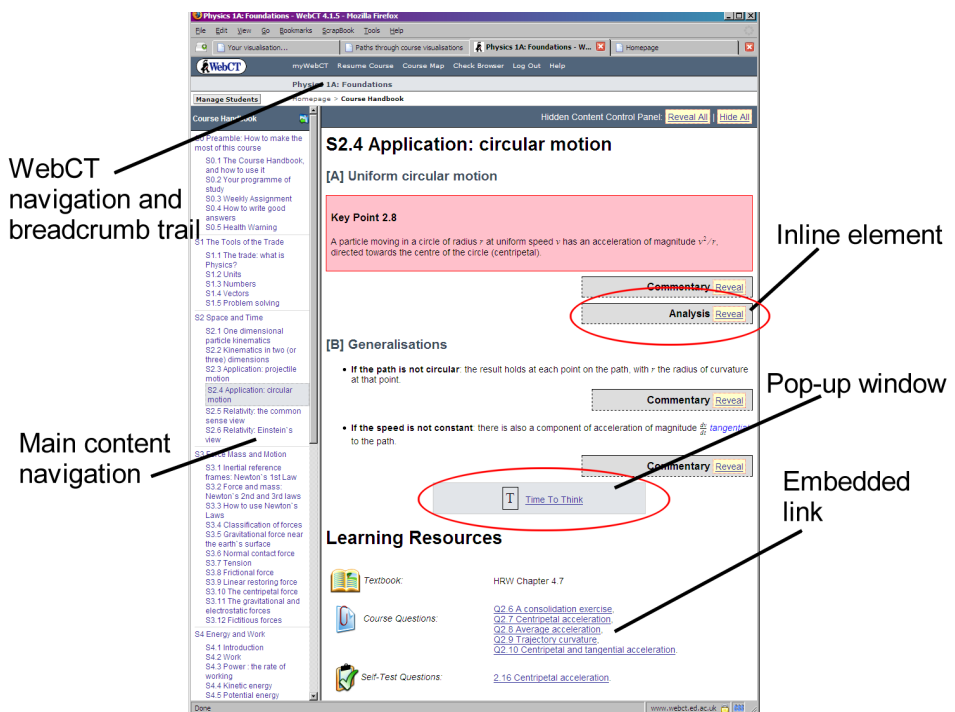 Physics 1A: Foundations - WebCT 4.1.5 - Mozilla Firefox
File Edit View Go Bookmarks ScrapBook Tools Help
Your visualisation... Paths through course visualisations Physics 1A: Foundations - W... Homepage
WebCT myWebCT Resume Course Course Map Check Browser Log Out Help
Physics 1A: Foundations
Manage Students Homepage > Course Handbook
Course Handbook
Hidden Content Control Panel: Reveal All | Hide All
S0 Preamble: How to make the
most of this course
S0.1 The Course Handbook,
and how to use it
S0.2 Your programme of
study
S0.3 Weekly Assignment
S0.4 How to write good
answers
S0.5 Health Warning
S1 The Tools of the Trade
S1.1 The trade: what is
Physics?
S1.2 Units
S1.3 Numbers
S1.4 Vectors
S1.5 Problem solving
S2 Space and Time
S2.1 One dimensional
particle kinematics
S2.2 Kinematics in two (or
three) dimensions
S2.3 Application: projectile
motion
S2.4 Application: circular
motion
S2.5 Relativity: the common
sense view
S2.6 Relativity: Einstein`s
view
S3 Force Mass and Motion
S3.1 Inertial reference
frames: Newton`s 1st Law
S3.2 Force and mass:
Newton`s 2nd and 3rd laws
S3.3 How to use Newton`s
Laws
S3.4 Classification of forces
S3.5 Gravitational force near
the earth`s surface
S3.6 Normal contact force
S3.7 Tension
S3.8 Frictional force
S3.9 Linear restoring force
S3.10 The centripetal force
S3.11 The gravitational and
electrostatic forces
S3.12 Fictitious forces
S4 Energy and Work
S4.1 Introduction
S4.2 Work
S4.3 Power : the rate of
working
S4.4 Kinetic energy
S4.5 Potential energy
S2.4 Application: circular motion
[A] Uniform circular motion
Key Point 2.8
A particle moving in a circle of radius r at uniform speed v has an acceleration of magnitude v²/r,
directed towards the centre of the circle (centripetal).
Commentary Reveal
Analysis Reveal
[B] Generalisations
• If the path is not circular: the result holds at each point on the path, with r the radius of curvature
at that point.
Commentary Reveal
• If the speed is not constant: there is also a component of acceleration of magnitude dv/dt tangential
to the path.
Commentary Reveal
T Time To Think
Learning Resources
Textbook: HRW Chapter 4.7
Course Questions: Q2.6 A consolidation exercise,
Q2.7 Centripetal acceleration,
Q2.8 Average acceleration,
Q2.9 Trajectory curvature,
Q2.10 Centripetal and tangential acceleration.
Self-Test Questions: 2.16 Centripetal acceleration.
Done www.webct.ed.ac.uk
WebCT
navigation and
breadcrumb trail
Main content
navigation
Inline element
Pop-up window
Embedded
link